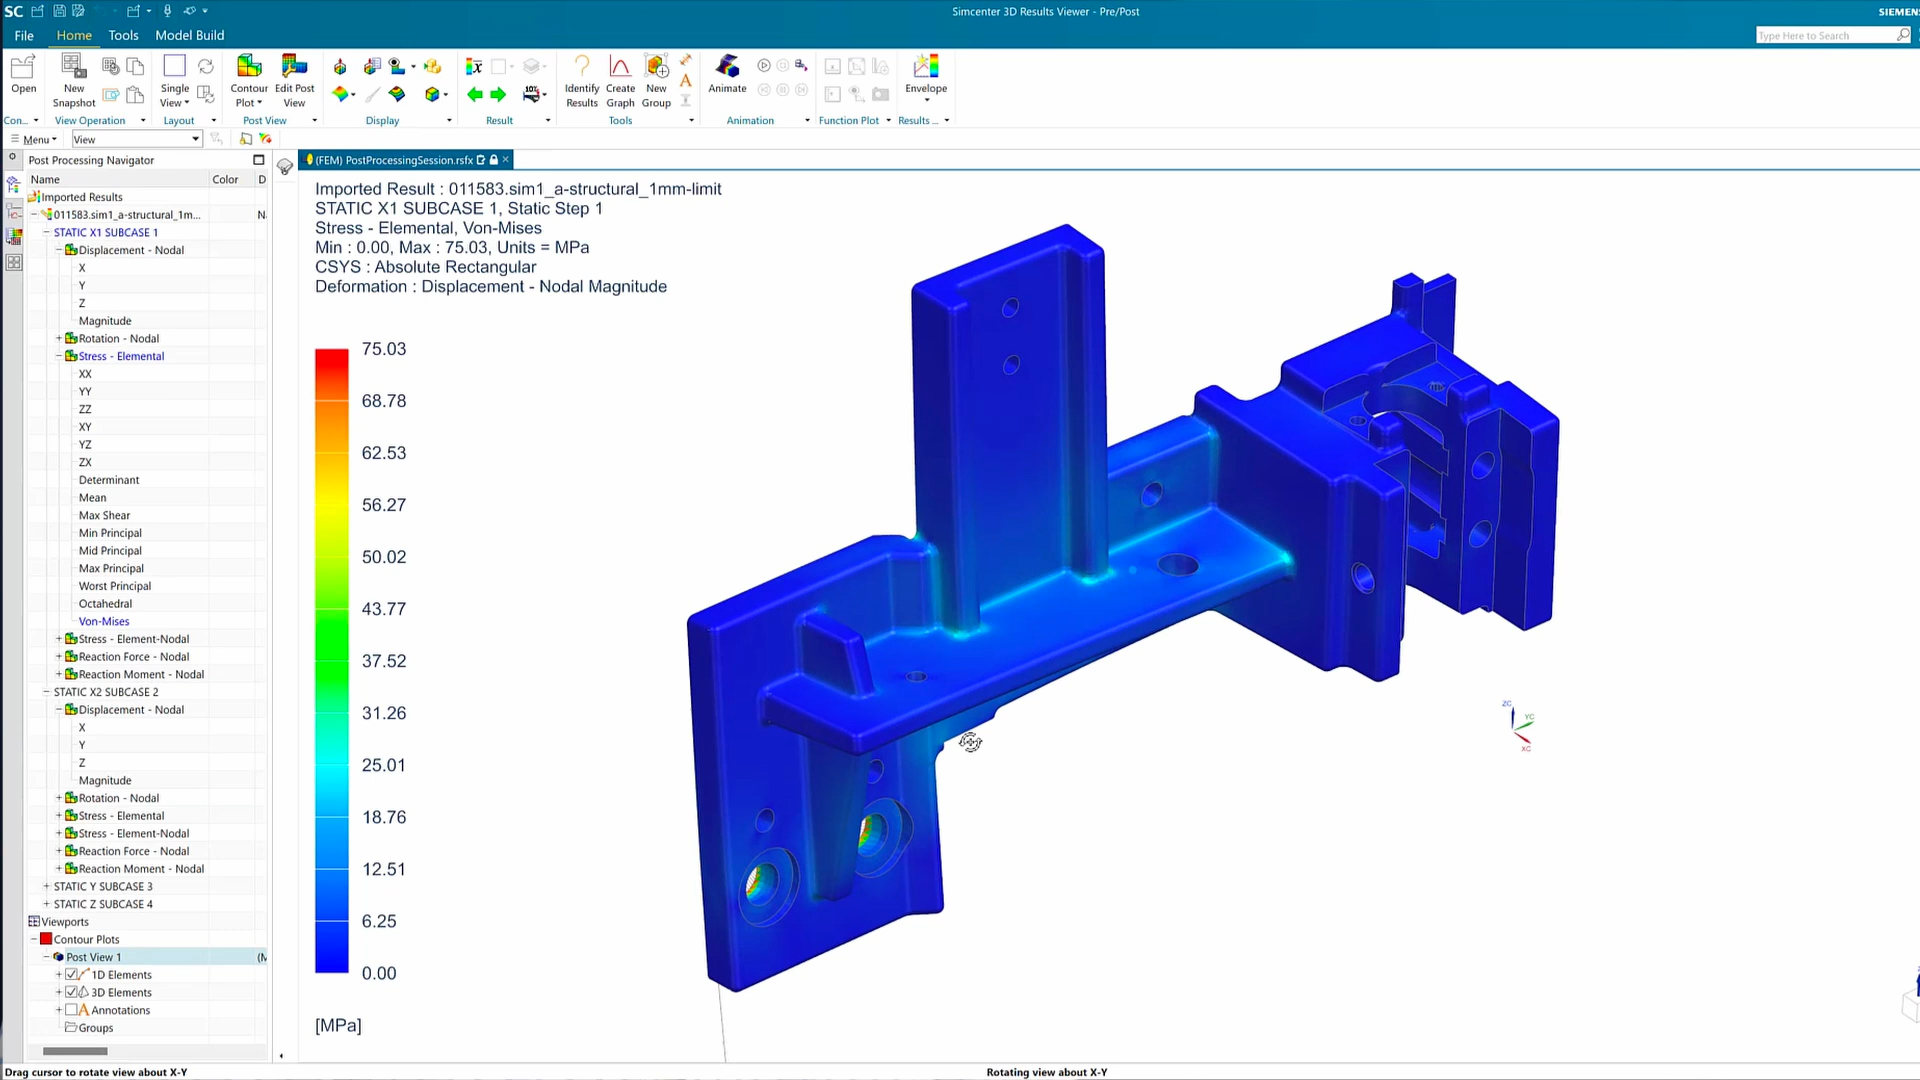 SC
Simcenter 3D Results Viewer - Pre/Post
SIEMENS
File Home Tools Model Build
Type Here to Search
Open
New Snapshot
Single View
Contour Plot
Edit Post View
Identify Results
Create Graph
New Group
Animate
Envelope
Con...
View Operation
Layout
Post View
Display
Result
Tools
Animation
Function Plot
Results ...
Menu
View
Post Processing Navigator
(FEM) PostProcessingSession.rsfx
Name Color D
Imported Results
011583.sim1_a-structural_1m...
STATIC X1 SUBCASE 1
Displacement - Nodal
X
Y
Z
Magnitude
Rotation - Nodal
Stress - Elemental
XX
YY
ZZ
XY
YZ
ZX
Determinant
Mean
Max Shear
Min Principal
Mid Principal
Max Principal
Worst Principal
Octahedral
Von-Mises
Stress - Element-Nodal
Reaction Force - Nodal
Reaction Moment - Nodal
STATIC X2 SUBCASE 2
Displacement - Nodal
X
Y
Z
Magnitude
Rotation - Nodal
Stress - Elemental
Stress - Element-Nodal
Reaction Force - Nodal
Reaction Moment - Nodal
STATIC Y SUBCASE 3
STATIC Z SUBCASE 4
Viewports
Contour Plots
Post View 1
1D Elements
3D Elements
Annotations
Groups
Imported Result : 011583.sim1_a-structural_1mm-limit
STATIC X1 SUBCASE 1, Static Step 1
Stress - Elemental, Von-Mises
Min : 0.00, Max : 75.03, Units = MPa
CSYS : Absolute Rectangular
Deformation : Displacement - Nodal Magnitude
75.03
68.78
62.53
56.27
50.02
43.77
37.52
31.26
25.01
18.76
12.51
6.25
0.00
[MPa]
ZC
YC
XC
Drag cursor to rotate view about X-Y
Rotating view about X-Y